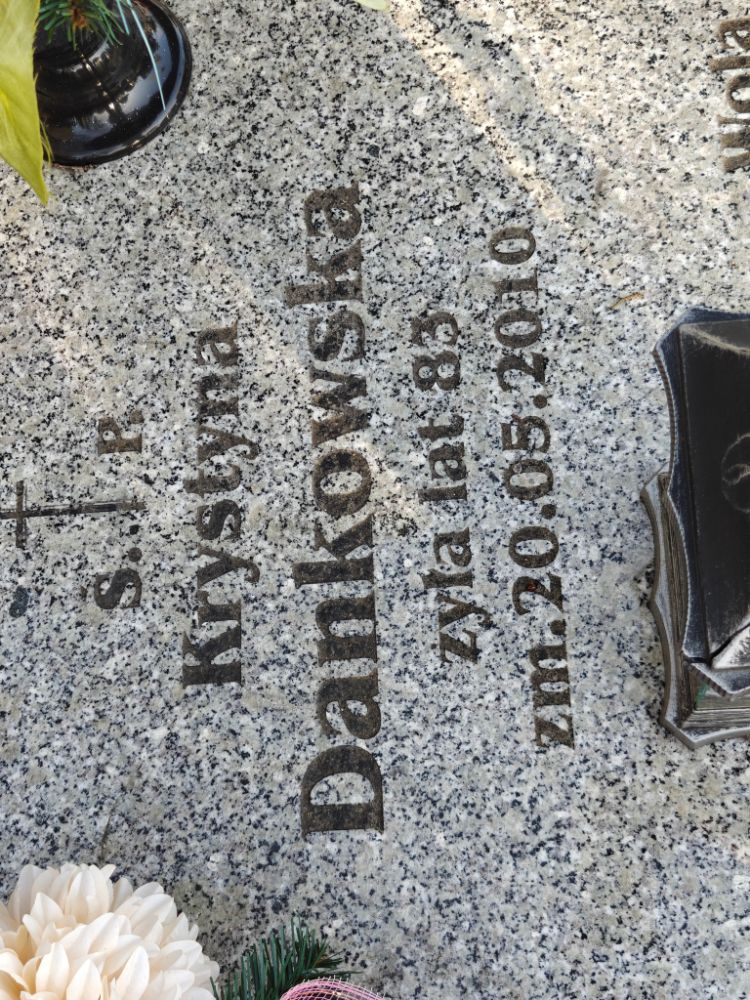 S. P.
Krystyna
Dankowska
żyła lat 83
zm. 20.05.2010